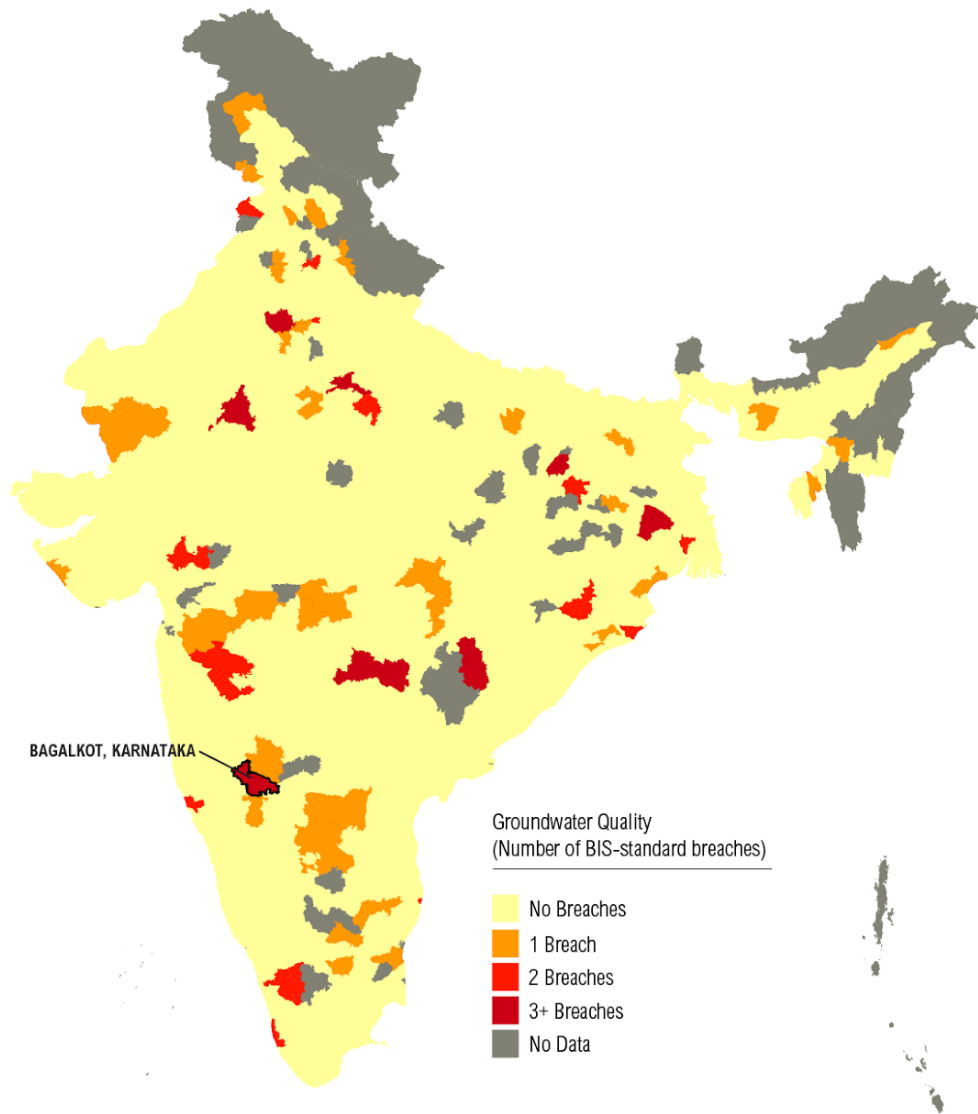 BAGALKOT, KARNATAKA
Groundwater Quality
(Number of BIS-standard breaches)
No Breaches
1 Breach
2 Breaches
3+ Breaches
No Data